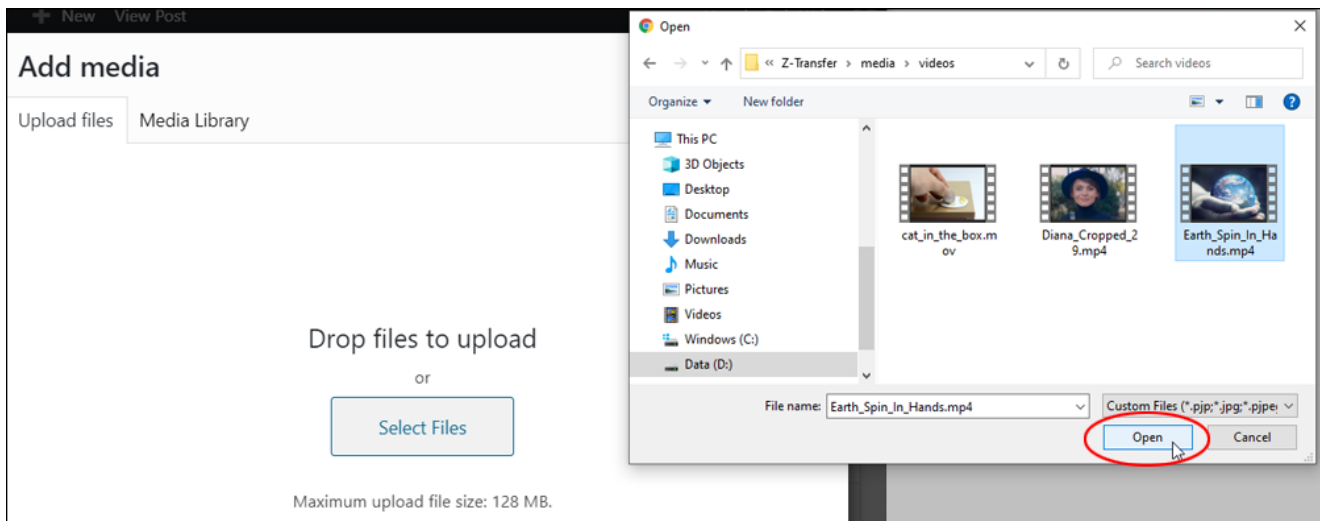 New View Post
Add media
Upload files Media Library
Drop files to upload
or
Select Files
Maximum upload file size: 128 MB.
Open
« Z-Transfer › media › videos
Search videos
Organize
New folder
This PC
3D Objects
Desktop
Documents
Downloads
Music
Pictures
Videos
Windows (C:)
Data (D:)
cat_in_the_box.m
ov
Diana_Cropped_2
9.mp4
Earth_Spin_In_Ha
nds.mp4
File name: Earth_Spin_In_Hands.mp4
Custom Files (*.pjp;*.jpg;*.pjpe
Open Cancel